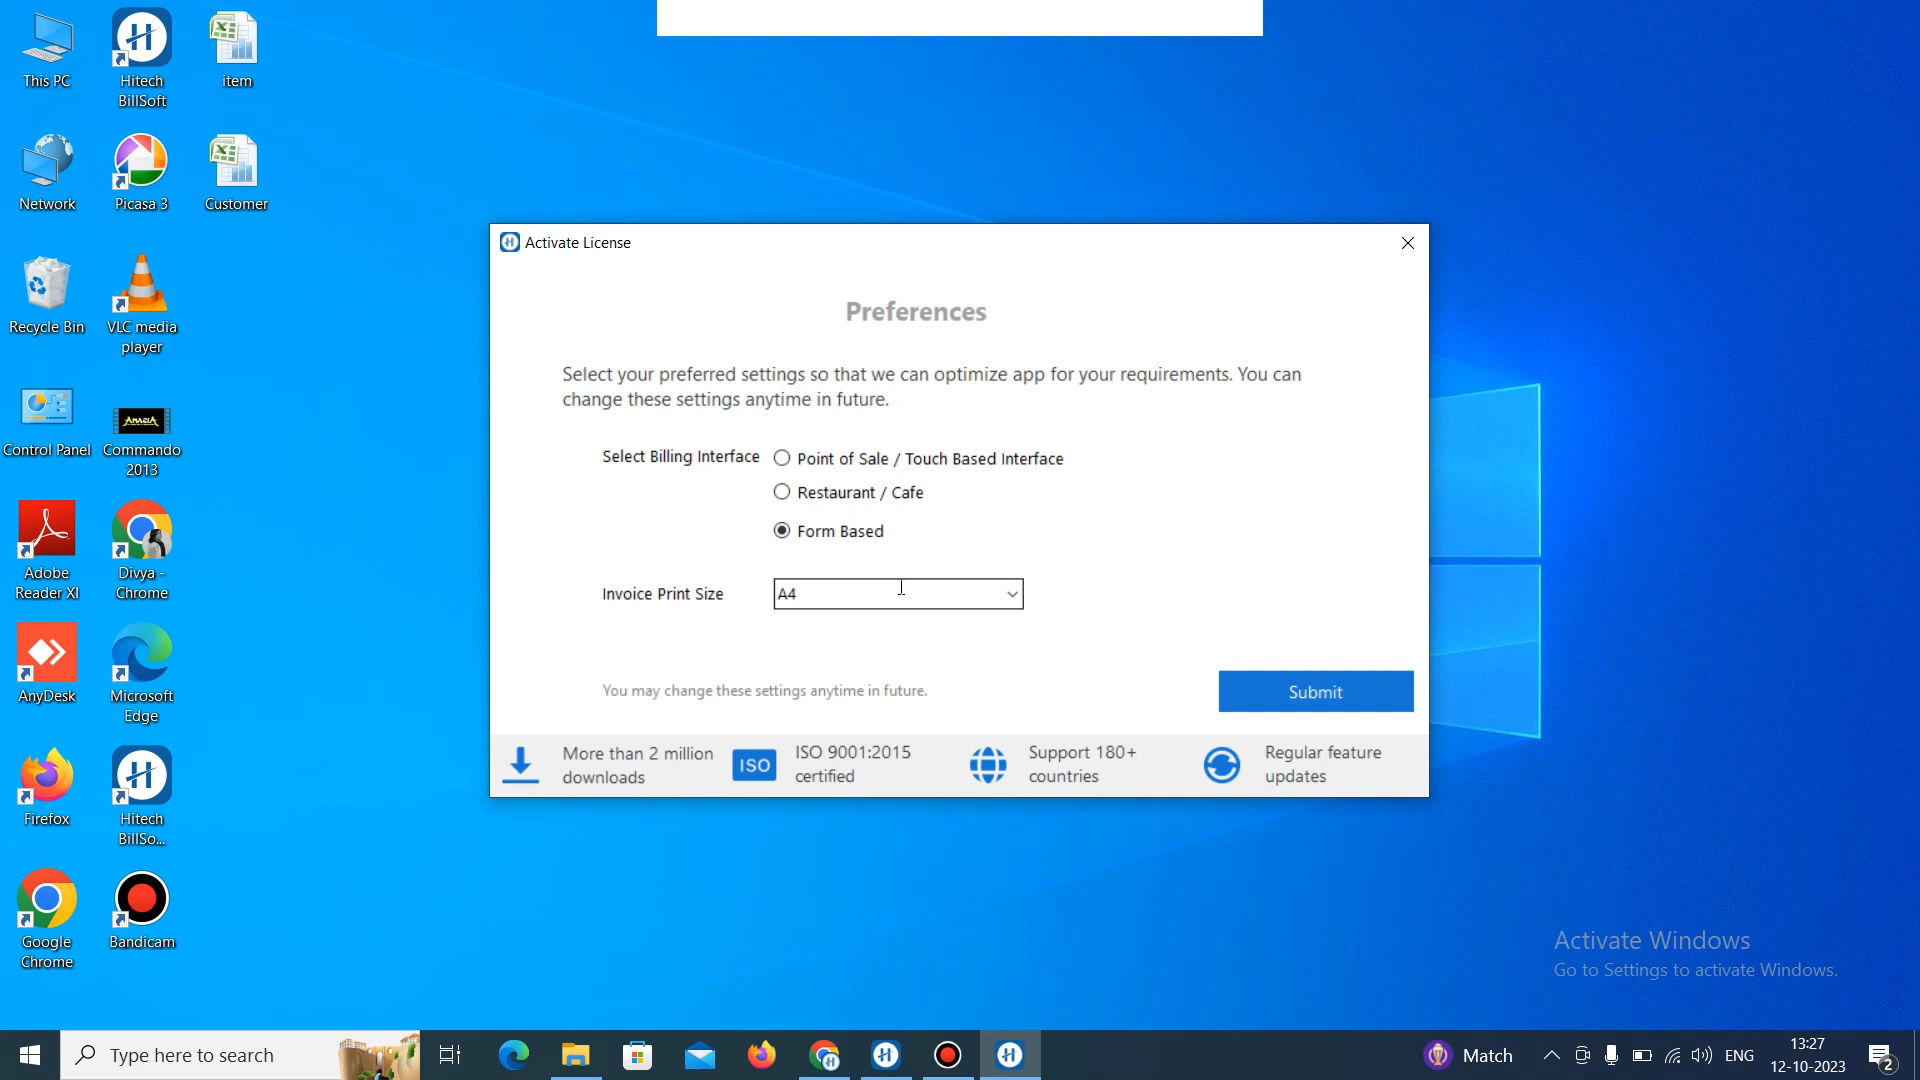 This PC
Hitech
BillSoft
item
Network
Picasa 3
Customer
Recycle Bin
VLC media
player
Control Panel
Commando
2013
Adobe
Reader XI
Divya -
Chrome
AnyDesk
Microsoft
Edge
Firefox
Hitech
BillSo...
Google
Chrome
Bandicam
Activate License
Preferences
Select your preferred settings so that we can optimize app for your requirements. You can
change these settings anytime in future.
Select Billing Interface
Point of Sale / Touch Based Interface
Restaurant / Cafe
Form Based
Invoice Print Size
A4
You may change these settings anytime in future.
Submit
More than 2 million
downloads
ISO
ISO 9001:2015
certified
Support 180+
countries
Regular feature
updates
Activate Windows
Go to Settings to activate Windows.
Type here to search
Match
ENG
13:27
12-10-2023
2